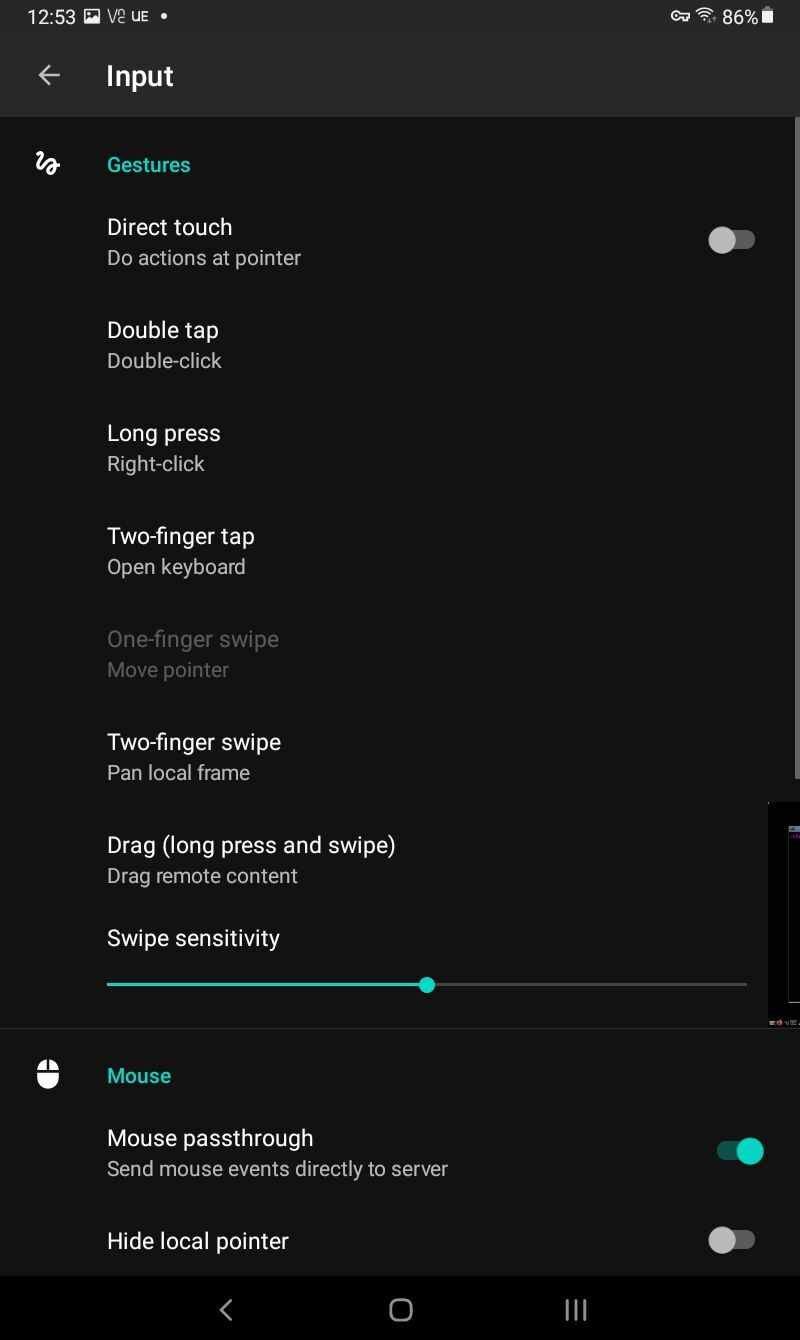 12:53 V2 UE 86%
Input
Gestures
Direct touch
Do actions at pointer
Double tap
Double-click
Long press
Right-click
Two-finger tap
Open keyboard
One-finger swipe
Move pointer
Two-finger swipe
Pan local frame
Drag (long press and swipe)
Drag remote content
Swipe sensitivity
Mouse
Mouse passthrough
Send mouse events directly to server
Hide local pointer